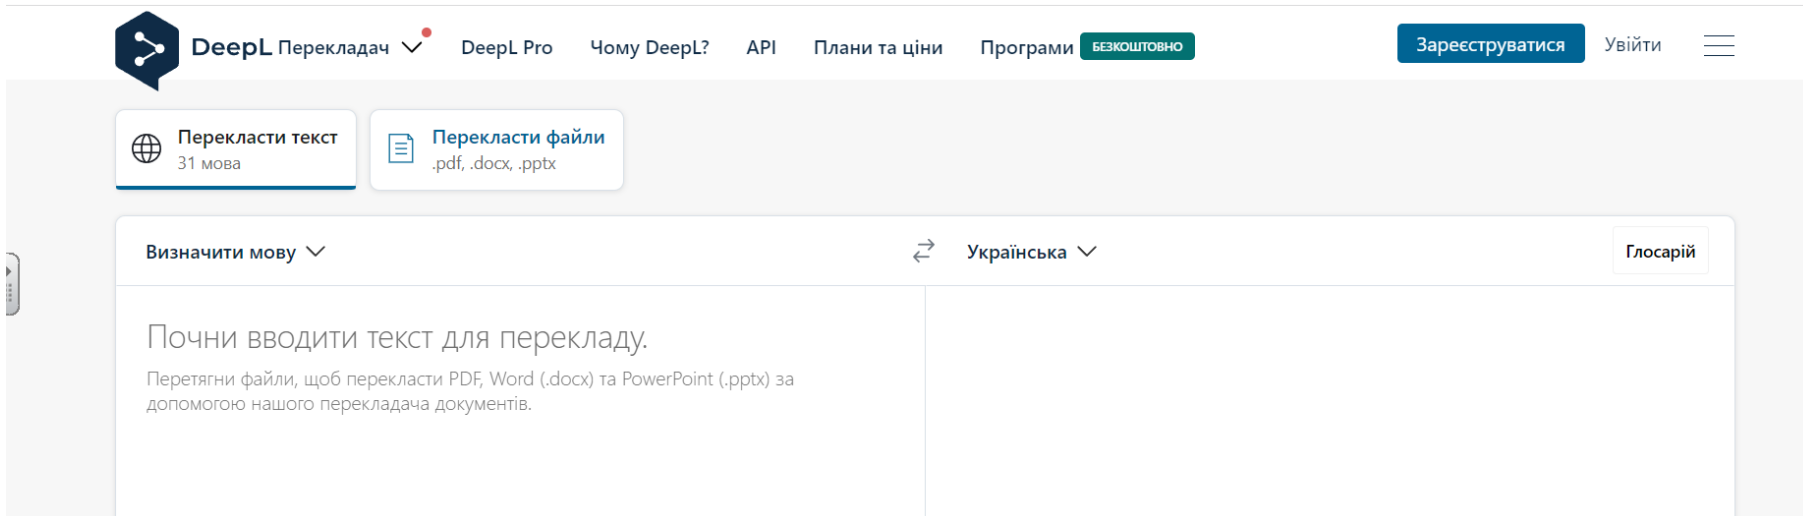 DeepL Перекладач DeepL Pro Чому DeepL? API Плани та ціни Програми БЕЗКОШТОВНО Зареєструватися Увійти
Перекласти текст
31 мова
Перекласти файли
.pdf, .docx, .pptx
Визначити мову Українська Глосарій
Почни вводити текст для перекладу.
Перетягни файли, щоб перекласти PDF, Word (.docx) та PowerPoint (.pptx) за
допомогою нашого перекладача документів.